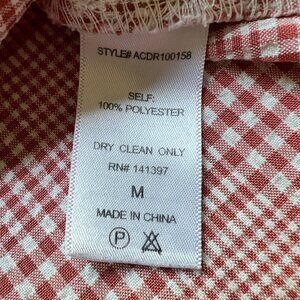 STYLE# ACDR100158
SELF:
100% POLYESTER
DRY CLEAN ONLY
RN# 141397
M
MADE IN CHINA
P